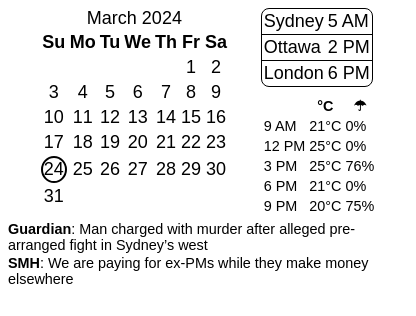 March 2024
Su Mo Tu We Th Fr Sa
1 2
3 4 5 6 7 8 9
10 11 12 13 14 15 16
17 18 19 20 21 22 23
24 25 26 27 28 29 30
31
Sydney 5 AM
Ottawa 2 PM
London 6 PM
°C ☂
9 AM 21°C 0%
12 PM 25°C 0%
3 PM 25°C 76%
6 PM 21°C 0%
9 PM 20°C 75%
Guardian: Man charged with murder after alleged pre-
arranged fight in Sydney’s west
SMH: We are paying for ex-PMs while they make money
elsewhere